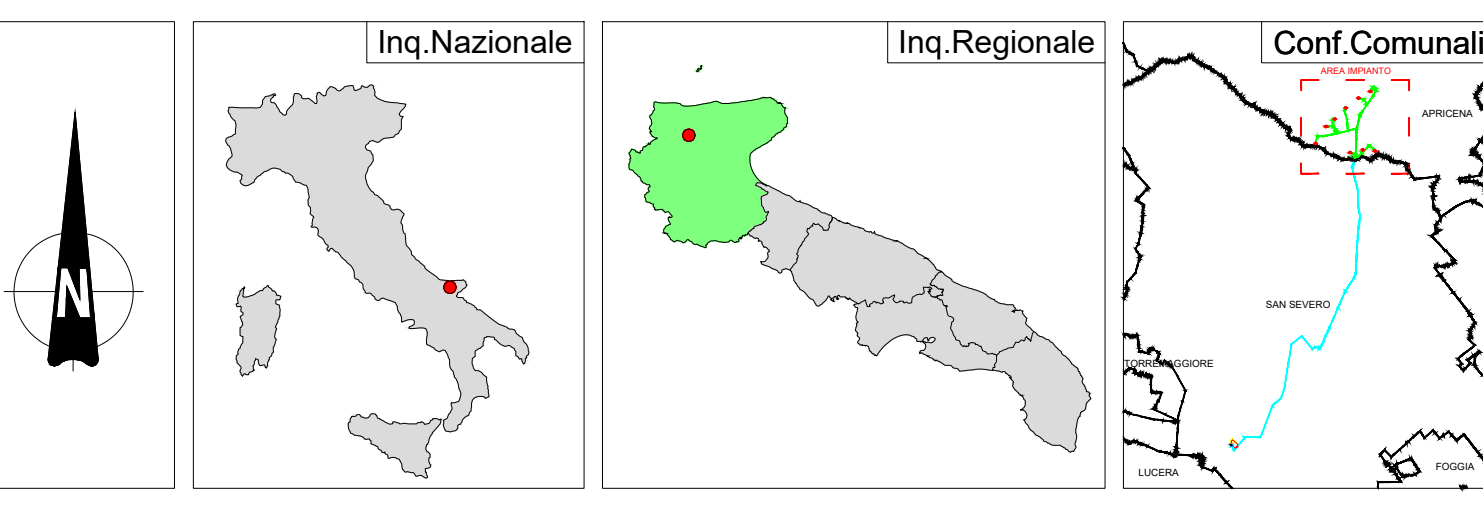 N
Inq.Nazionale
Inq.Regionale
Conf.Comunali
AREA IMPIANTO
APRICENA
SAN SEVERO
TORREMAGGIORE
LUCERA
FOGGIA